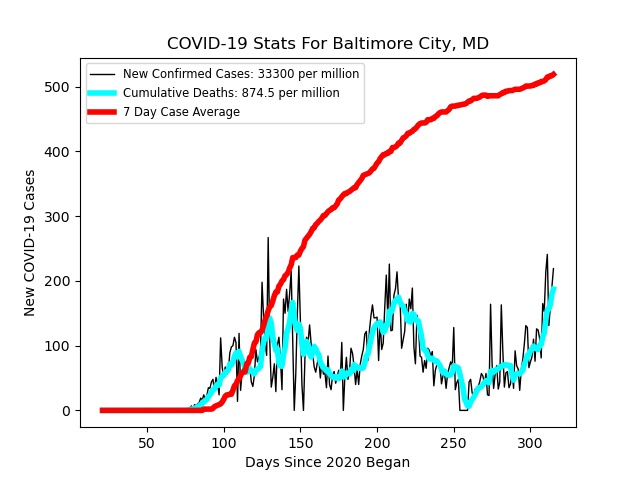 COVID-19 Stats For Baltimore City, MD
New Confirmed Cases: 33300 per million
Cumulative Deaths: 874.5 per million
7 Day Case Average
New COVID-19 Cases
500
400
300
200
100
0
50 100 150 200 250 300
Days Since 2020 Began